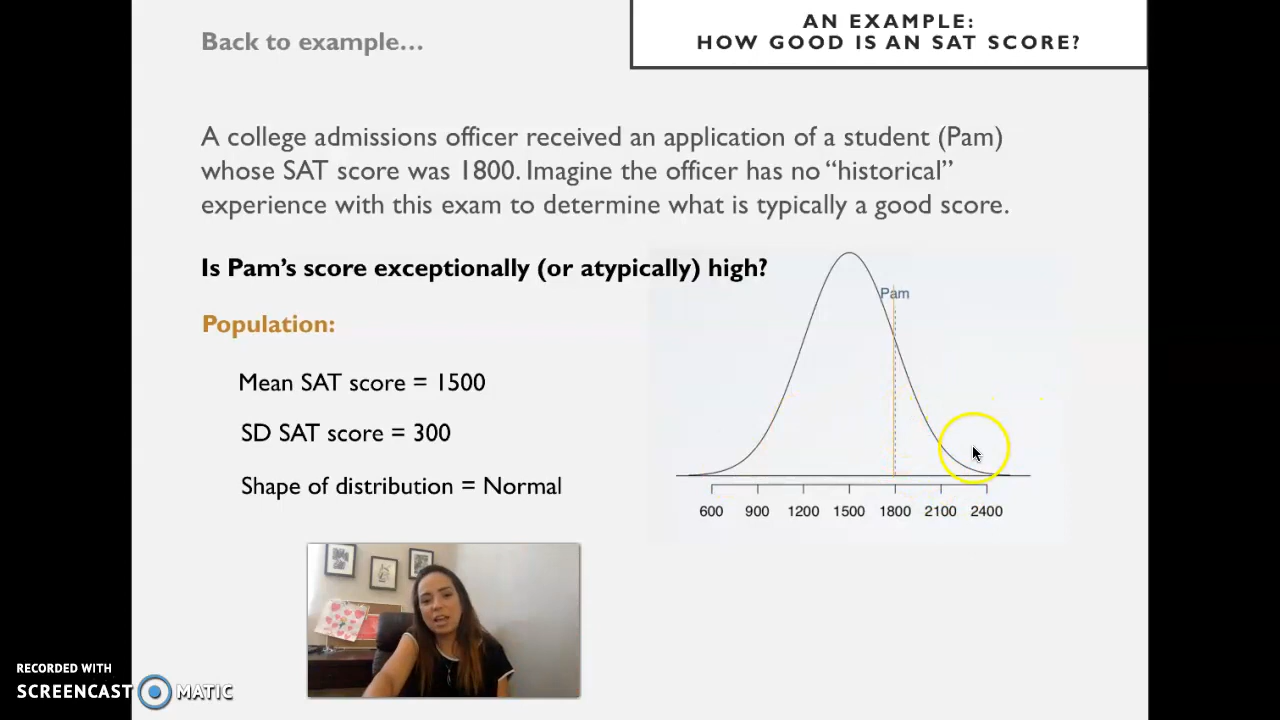 Back to example...
AN EXAMPLE:
HOW GOOD IS AN SAT SCORE?
A college admissions officer received an application of a student (Pam)
whose SAT score was 1800. Imagine the officer has no “historical”
experience with this exam to determine what is typically a good score.
Is Pam’s score exceptionally (or atypically) high?
Population:
Mean SAT score = 1500
SD SAT score = 300
Shape of distribution = Normal
Pam
600 900 1200 1500 1800 2100 2400
RECORDED WITH
SCREENCAST MATIC